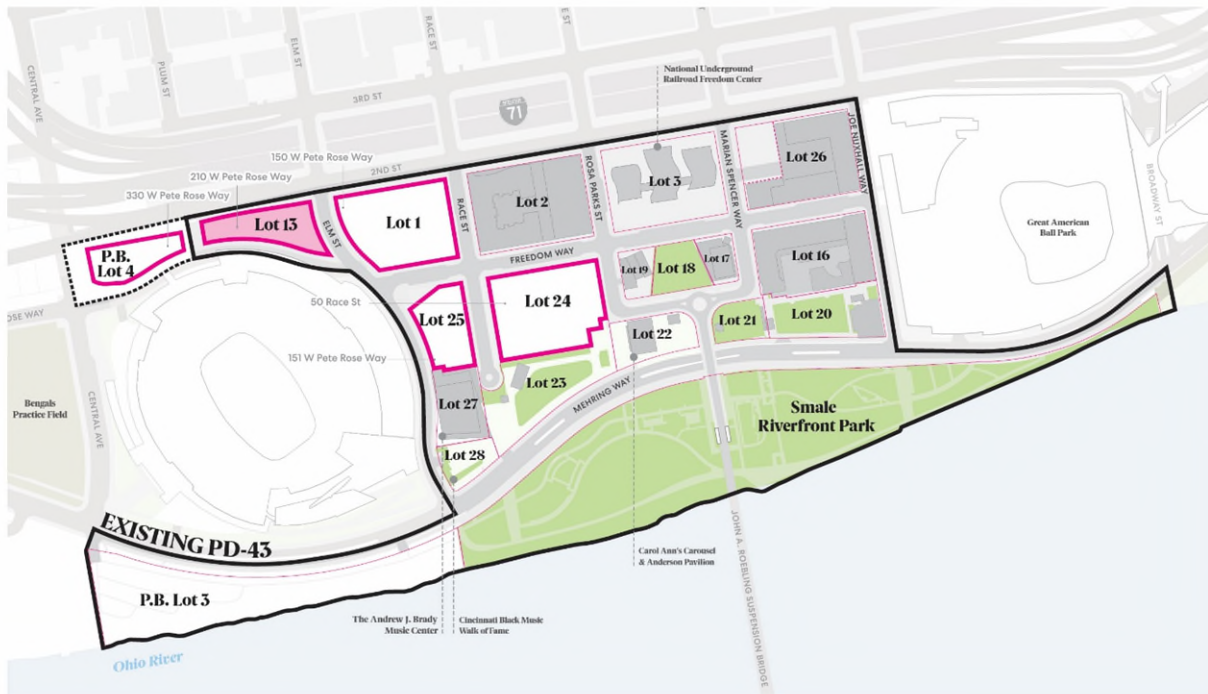 CENTRAL AVE
PLUM ST
ELM ST
RACE ST
3RD ST
71
National Underground
Railroad Freedom Center
150 W Pete Rose Way
2ND ST
210 W Pete Rose Way
330 W Pete Rose Way
Lot 13
ELM ST
Lot 1
RACE ST
Lot 2
ROSA PARKS ST
Lot 3
MARIAN SPENCER WAY
Lot 26
JOE NUXHALL WAY
BROADWAY ST
Great American
Ball Park
P.B.
Lot 4
FREEDOM WAY
Lot 19
Lot 18
Lot 17
Lot 16
OSE WAY
50 Race St
Lot 25
Lot 24
151 W Pete Rose Way
Lot 22
Lot 21
Lot 20
Bengals
Practice Field
CENTRAL AVE
Lot 27
Lot 23
MEHRING WAY
Smale
Riverfront Park
Lot 28
EXISTING PD-43
P.B. Lot 3
Carol Ann's Carousel
& Anderson Pavilion
JOHN A. ROEBLING SUSPENSION BRIDGE
The Andrew J. Brady
Music Center
Cincinnati Black Music
Walk of Fame
Ohio River